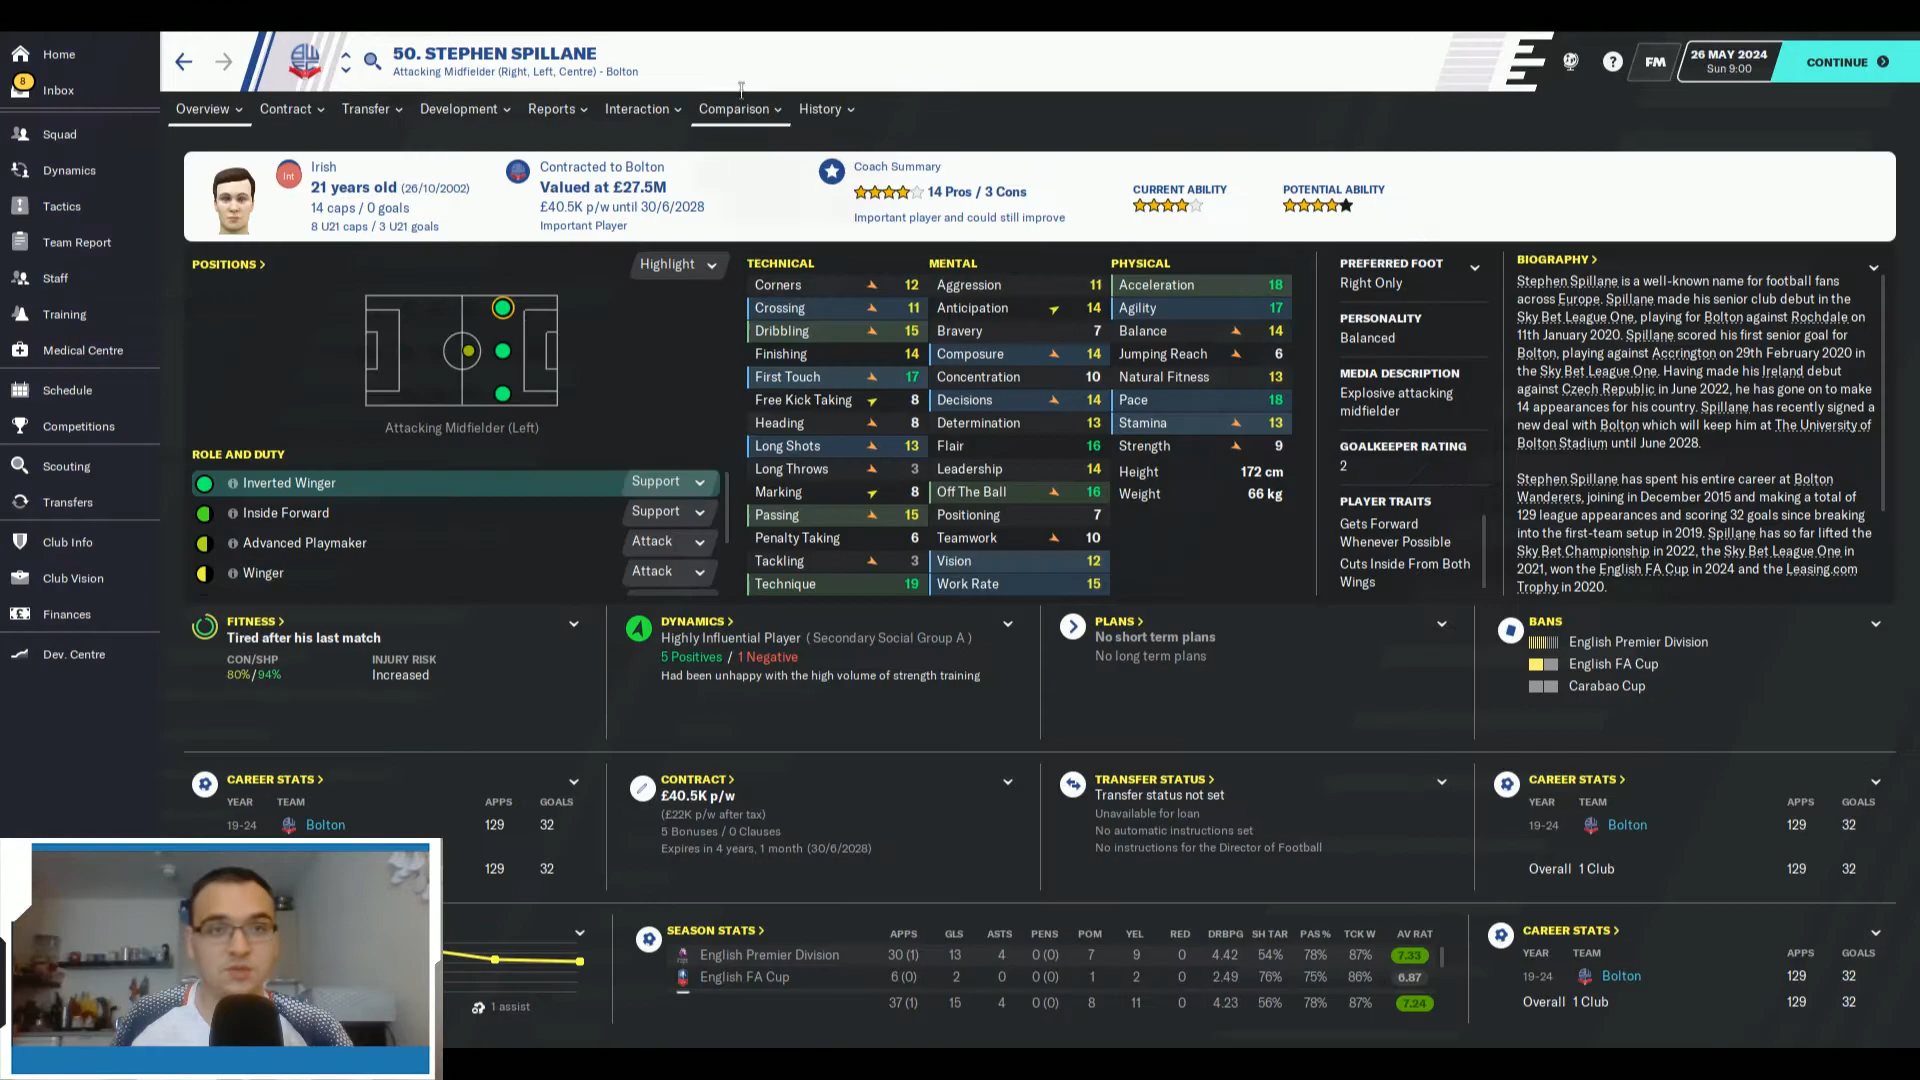 Home
8
Inbox
Squad
Dynamics
Tactics
Team Report
Staff
Training
Medical Centre
Schedule
Competitions
Scouting
Transfers
Club Info
Club Vision
Finances
Dev. Centre
50. STEPHEN SPILLANE
Attacking Midfielder (Right, Left, Centre) - Bolton
?
FM
26 MAY 2024
Sun 9:00
CONTINUE
Overview Contract Transfer Development Reports Interaction Comparison History
Int
Irish
21 years old (26/10/2002)
14 caps / 0 goals
8 U21 caps / 3 U21 goals
Contracted to Bolton
Valued at £27.5M
£40.5K p/w until 30/6/2028
Important Player
Coach Summary
14 Pros / 3 Cons
Important player and could still improve
CURRENT ABILITY
POTENTIAL ABILITY
POSITIONS >
Highlight
Attacking Midfielder (Left)
ROLE AND DUTY
Inverted Winger Support
Inside Forward Support
Advanced Playmaker Attack
Winger Attack
TECHNICAL
Corners 12
Crossing 11
Dribbling 15
Finishing 14
First Touch 17
Free Kick Taking 8
Heading 8
Long Shots 13
Long Throws 3
Marking 8
Passing 15
Penalty Taking 6
Tackling 3
Technique 19
MENTAL
Aggression 11
Anticipation 14
Bravery 7
Composure 14
Concentration 10
Decisions 14
Determination 13
Flair 16
Leadership 14
Off The Ball 16
Positioning 7
Teamwork 10
Vision 12
Work Rate 15
PHYSICAL
Acceleration 18
Agility 17
Balance 14
Jumping Reach 6
Natural Fitness 13
Pace 18
Stamina 13
Strength 9
Height 172 cm
Weight 66 kg
PREFERRED FOOT
Right Only
PERSONALITY
Balanced
MEDIA DESCRIPTION
Explosive attacking
midfielder
GOALKEEPER RATING
2
PLAYER TRAITS
Gets Forward
Whenever Possible
Cuts Inside From Both
Wings
BIOGRAPHY >
Stephen Spillane is a well-known name for football fans
across Europe. Spillane made his senior club debut in the
Sky Bet League One, playing for Bolton against Rochdale on
11th January 2020. Spillane scored his first senior goal for
Bolton, playing against Accrington on 29th February 2020 in
the Sky Bet League One. Having made his Ireland debut
against Czech Republic in June 2022, he has gone on to make
14 appearances for his country. Spillane has recently signed a
new deal with Bolton which will keep him at The University of
Bolton Stadium until June 2028.
Stephen Spillane has spent his entire career at Bolton
Wanderers, joining in December 2015 and making a total of
129 league appearances and scoring 32 goals since breaking
into the first-team setup in 2019. Spillane has so far lifted the
Sky Bet Championship in 2022, the Sky Bet League One in
2021, won the English FA Cup in 2024 and the Leasing.com
Trophy in 2020.
FITNESS >
Tired after his last match
CON/SHP
80%/94%
INJURY RISK
Increased
DYNAMICS >
Highly Influential Player ( Secondary Social Group A )
5 Positives / 1 Negative
Had been unhappy with the high volume of strength training
PLANS >
No short term plans
No long term plans
BANS
English Premier Division
English FA Cup
Carabao Cup
CAREER STATS >
YEAR TEAM APPS GOALS
19-24 Bolton 129 32
129 32
CONTRACT >
£40.5K p/w
(£22K p/w after tax)
5 Bonuses / 0 Clauses
Expires in 4 years, 1 month (30/6/2028)
TRANSFER STATUS >
Transfer status not set
Unavailable for loan
No automatic instructions set
No instructions for the Director of Football
CAREER STATS >
YEAR TEAM APPS GOALS
19-24 Bolton 129 32
Overall 1 Club 129 32
1 assist
SEASON STATS > APPS GLS ASTS PENS POM YEL RED DRBPG SH TAR PAS % TCK W AV RAT
English Premier Division 30 (1) 13 4 0 (0) 7 9 0 4.42 54% 78% 87% 7.33
English FA Cup 6 (0) 2 0 0 (0) 1 2 0 2.49 76% 75% 86% 6.87
37 (1) 15 4 0 (0) 8 11 0 4.23 56% 78% 87% 7.24
CAREER STATS >
YEAR TEAM APPS GOALS
19-24 Bolton 129 32
Overall 1 Club 129 32